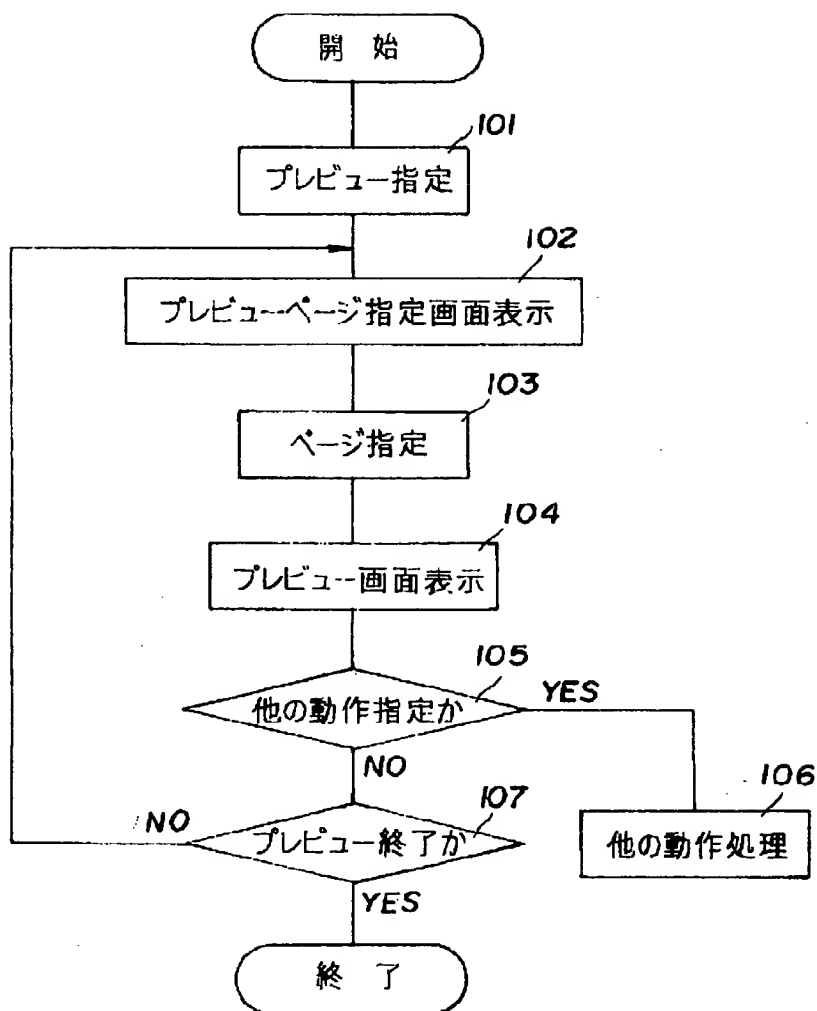 開始
101
プレビュー指定
102
プレビューページ指定画面表示
103
ページ指定
104
プレビュー画面表示
105
他の動作指定か
YES
NO
106
他の動作処理
107
プレビュー終了か
NO
YES
終了